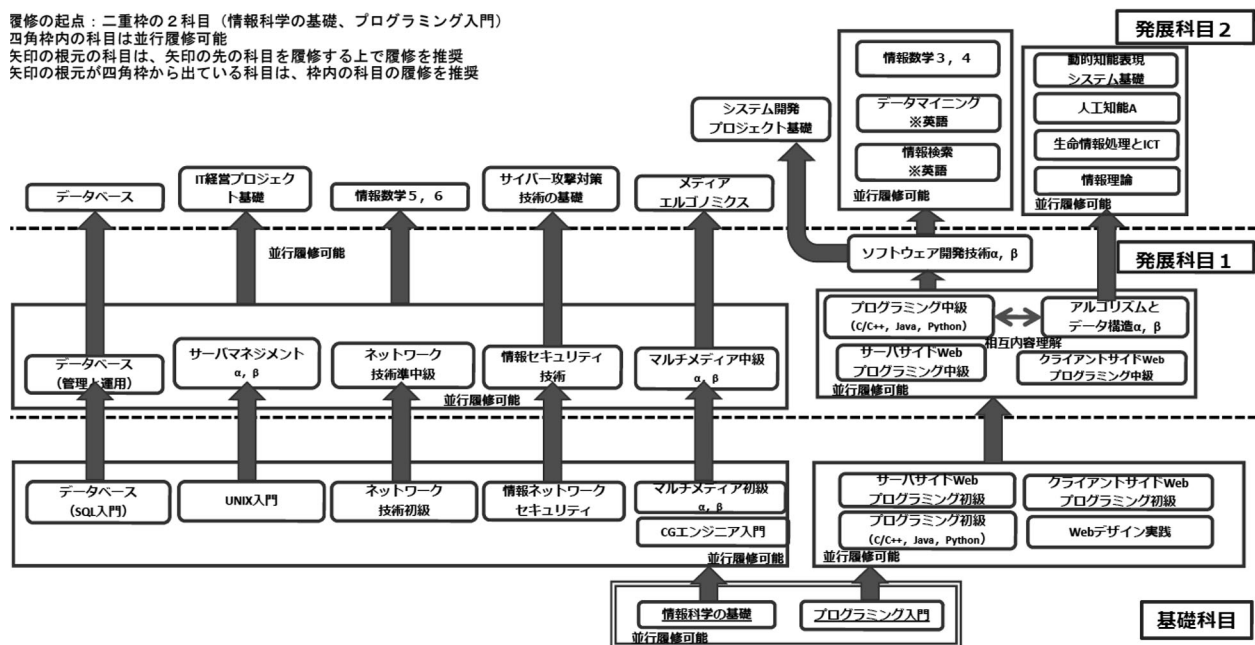 履修の起点：二重枠の２科目（情報科学の基礎、プログラミング入門）
四角枠内の科目は並行履修可能
矢印の根元の科目は、矢印の先の科目を履修する上で履修を推奨
矢印の根元が四角枠から出ている科目は、枠内の科目の履修を推奨
発展科目２
情報数学３, ４
データマイニング
※英語
情報検索
※英語
並行履修可能
動的知能表現
システム基礎
人工知能A
生命情報処理とICT
情報理論
並行履修可能
システム開発
プロジェクト基礎
データベース
IT経営プロジェク
ト基礎
情報数学５, ６
サイバー攻撃対策
技術の基礎
メディア
エルゴノミクス
並行履修可能
ソフトウェア開発技術α, β
発展科目１
データベース
（管理と運用）
サーバマネジメント
α, β
ネットワーク
技術準中級
情報セキュリティ
技術
マルチメディア中級
α, β
並行履修可能
プログラミング中級
（C/C++, Java, Python）
アルゴリズムと
データ構造α, β
相互内容理解
サーバサイドWeb
プログラミング中級
クライアントサイドWeb
プログラミング中級
並行履修可能
データベース
（SQL入門）
UNIX入門
ネットワーク
技術初級
情報ネットワーク
セキュリティ
マルチメディア初級
α, β
CGエンジニア入門
並行履修可能
サーバサイドWeb
プログラミング初級
クライアントサイドWeb
プログラミング初級
プログラミング初級
（C/C++, Java, Python）
Webデザイン実践
並行履修可能
情報科学の基礎
プログラミング入門
並行履修可能
基礎科目